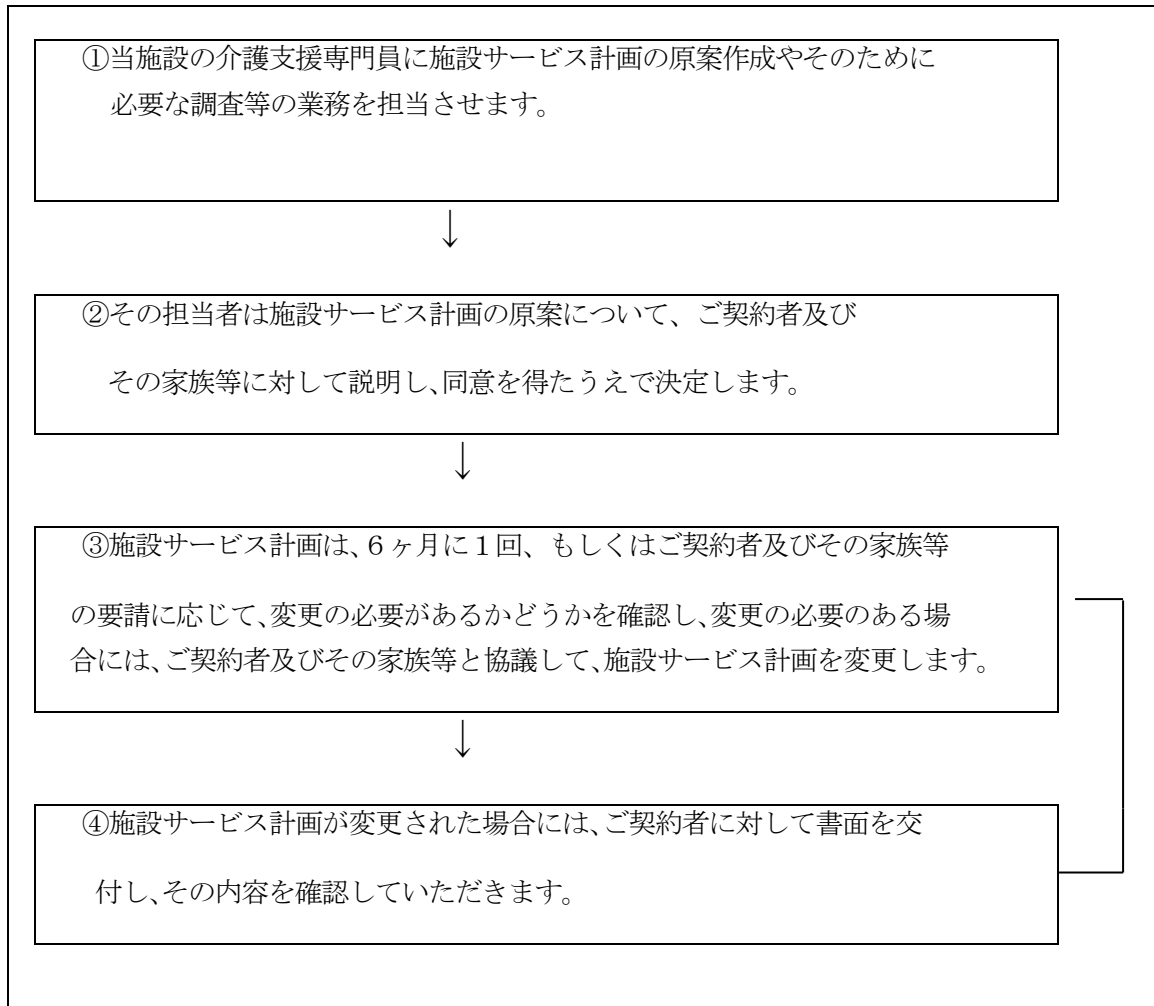 ①当施設の介護支援専門員に施設サービス計画の原案作成やそのために
必要な調査等の業務を担当させます。
↓
②その担当者は施設サービス計画の原案について、ご契約者及び
その家族等に対して説明し、同意を得たうえで決定します。
↓
③施設サービス計画は、6ヶ月に1回、もしくはご契約者及びその家族等
の要請に応じて、変更の必要があるかどうかを確認し、変更の必要のある場
合には、ご契約者及びその家族等と協議して、施設サービス計画を変更します。
↓
④施設サービス計画が変更された場合には、ご契約者に対して書面を交
付し、その内容を確認していただきます。